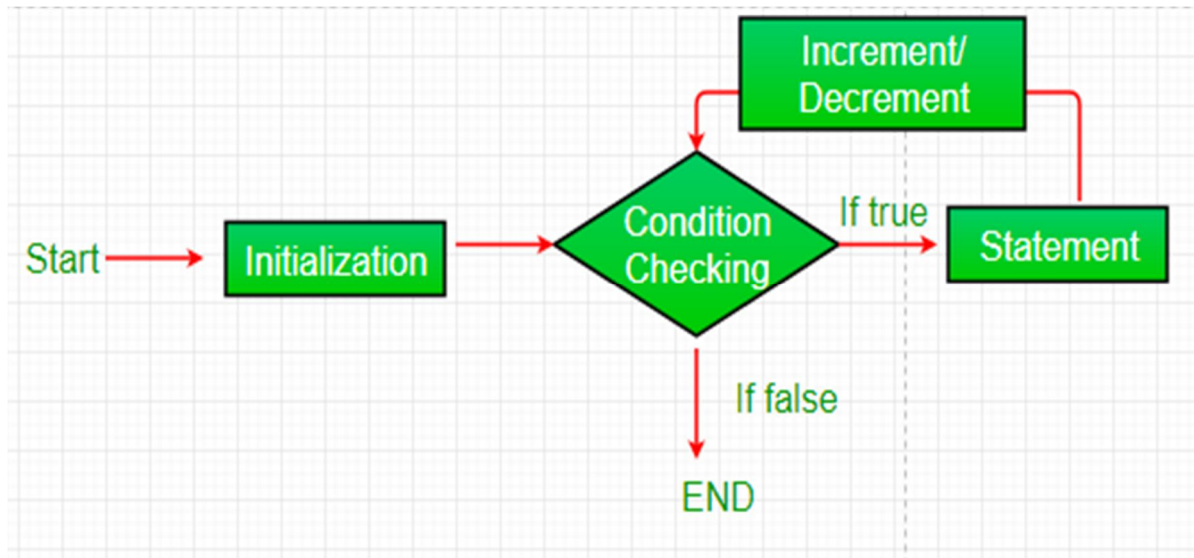 Start
Initialization
Condition
Checking
If true
Statement
Increment/
Decrement
If false
END